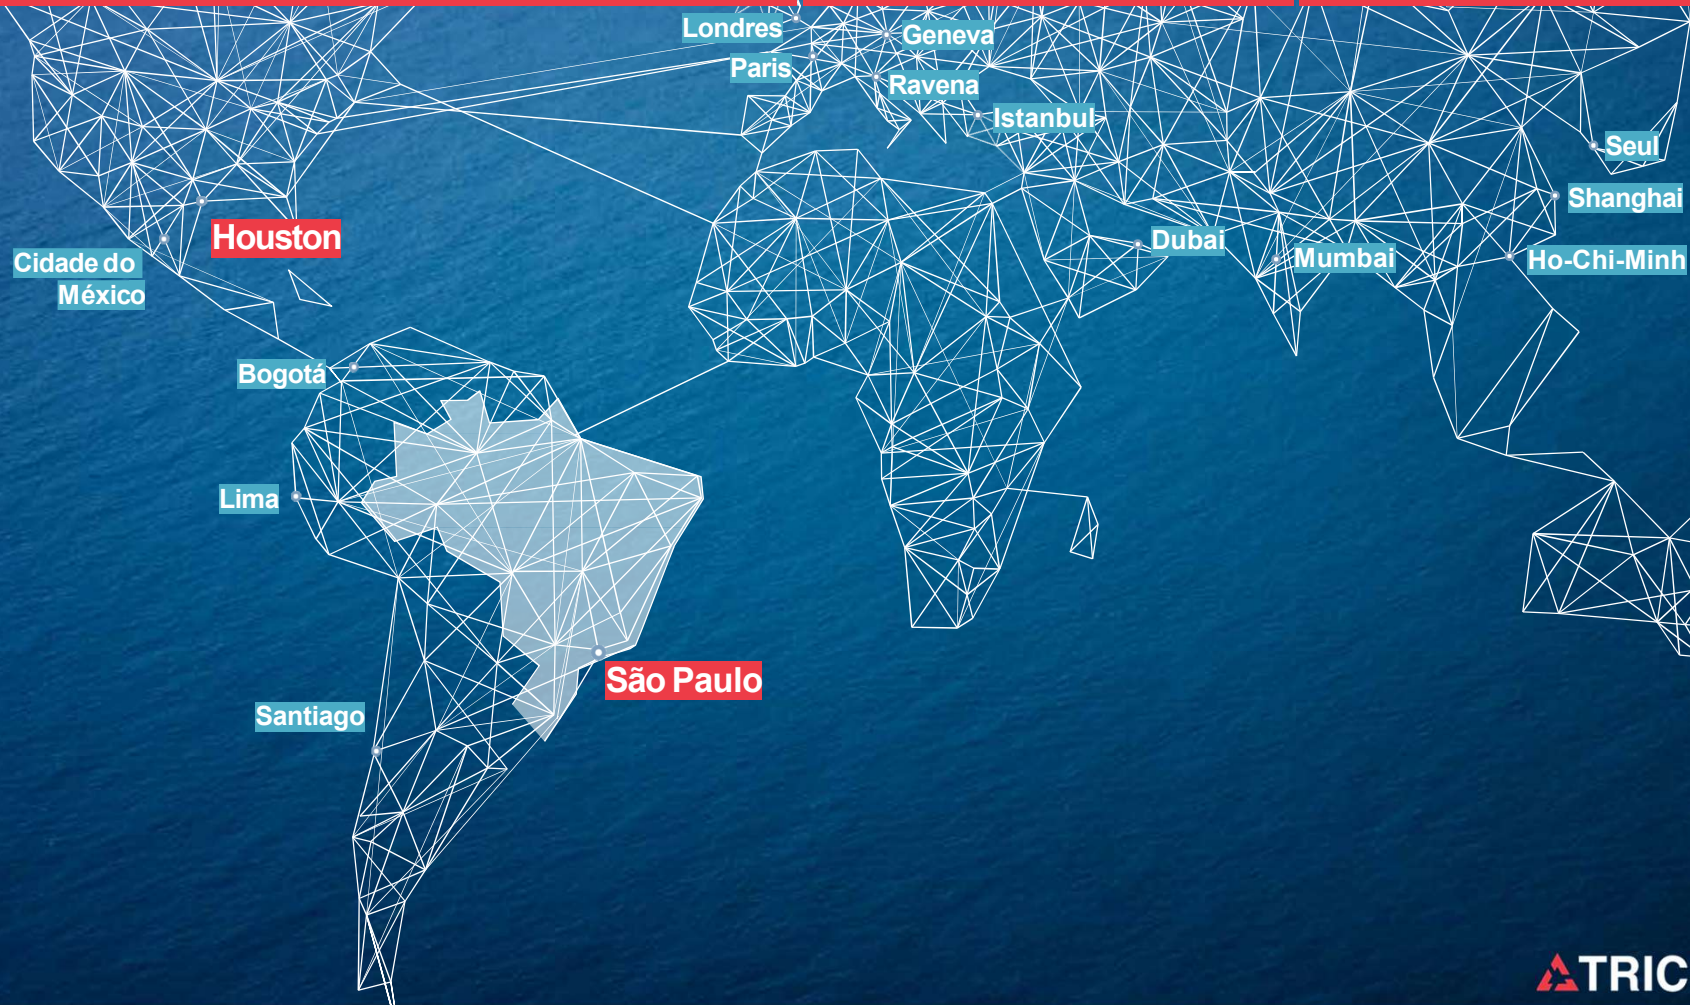 Londres
Geneva
Paris
Ravena
Istanbul
Seul
Shanghai
Houston
Dubai
Mumbai
Ho-Chi-Minh
Cidade do
México
Bogotá
Lima
São Paulo
Santiago
TRIC